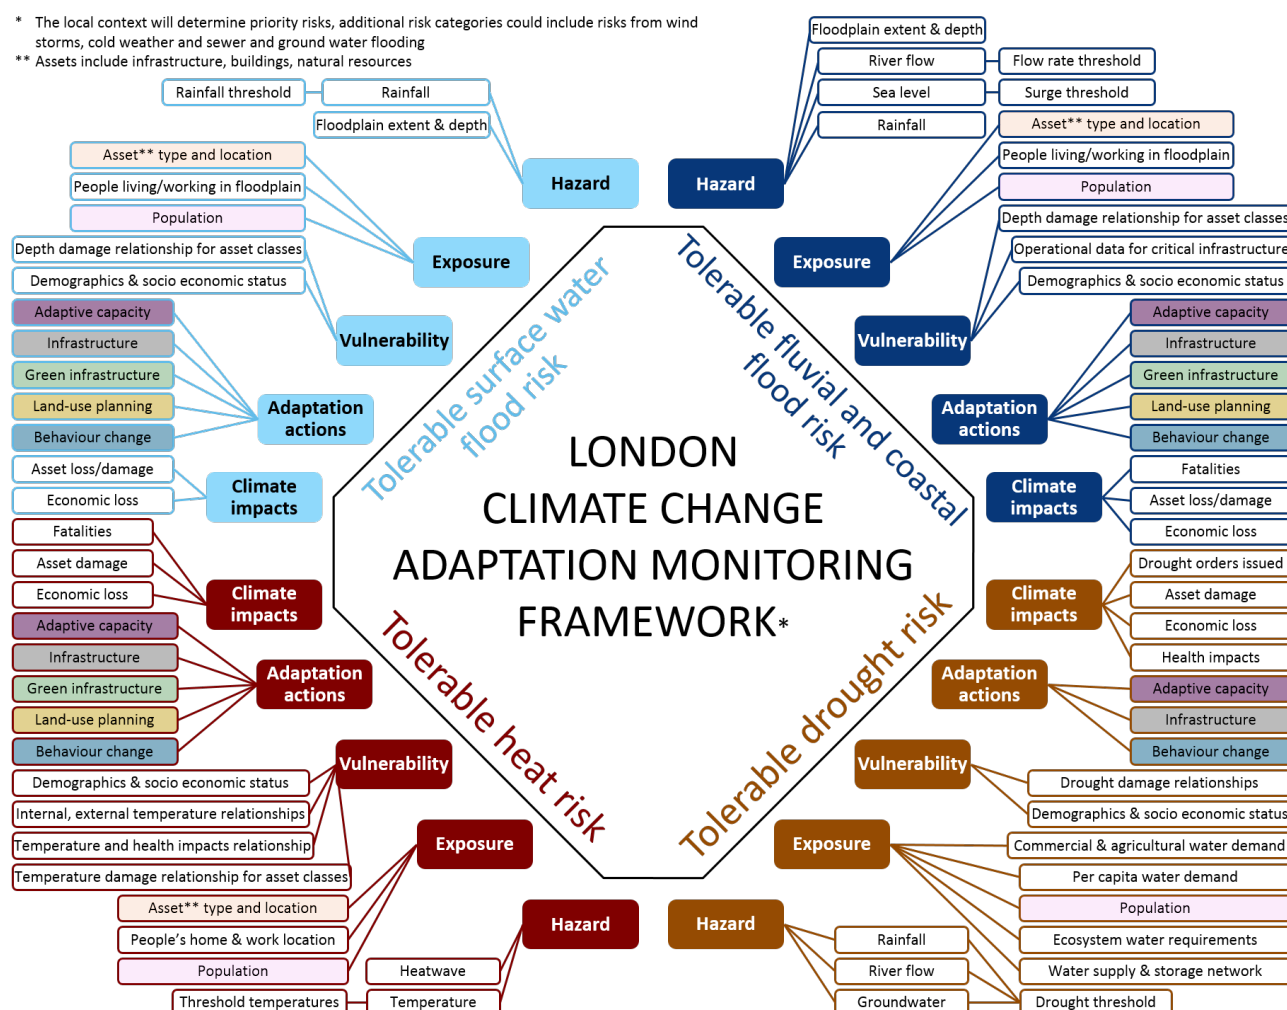 * The local context will determine priority risks, additional risk categories could include risks from wind
storms, cold weather and sewer and ground water flooding
** Assets include infrastructure, buildings, natural resources
Rainfall threshold
Rainfall
Floodplain extent & depth
Hazard
Asset** type and location
People living/working in floodplain
Population
Exposure
Depth damage relationship for asset classes
Demographics & socio economic status
Vulnerability
Adaptive capacity
Infrastructure
Green infrastructure
Land-use planning
Behaviour change
Adaptation
actions
Asset loss/damage
Economic loss
Climate
impacts
Tolerable surface water
flood risk
Floodplain extent & depth
River flow
Flow rate threshold
Sea level
Surge threshold
Rainfall
Hazard
Asset** type and location
People living/working in floodplain
Population
Exposure
Depth damage relationship for asset classes
Operational data for critical infrastructure
Demographics & socio economic status
Vulnerability
Adaptive capacity
Infrastructure
Green infrastructure
Land-use planning
Behaviour change
Adaptation
actions
Fatalities
Asset loss/damage
Economic loss
Climate
impacts
Tolerable fluvial and coastal
flood risk
LONDON
CLIMATE CHANGE
ADAPTATION MONITORING
FRAMEWORK*
Fatalities
Asset damage
Economic loss
Climate
impacts
Adaptive capacity
Infrastructure
Green infrastructure
Land-use planning
Behaviour change
Adaptation
actions
Vulnerability
Demographics & socio economic status
Internal, external temperature relationships
Temperature and health impacts relationship
Temperature damage relationship for asset classes
Exposure
Asset** type and location
People's home & work location
Population
Hazard
Heatwave
Threshold temperatures
Temperature
Tolerable heat risk
Drought orders issued
Asset damage
Economic loss
Health impacts
Climate
impacts
Adaptive capacity
Infrastructure
Behaviour change
Adaptation
actions
Vulnerability
Drought damage relationships
Demographics & socio economic status
Exposure
Commercial & agricultural water demand
Per capita water demand
Population
Ecosystem water requirements
Water supply & storage network
Hazard
Rainfall
River flow
Groundwater
Drought threshold
Tolerable drought risk